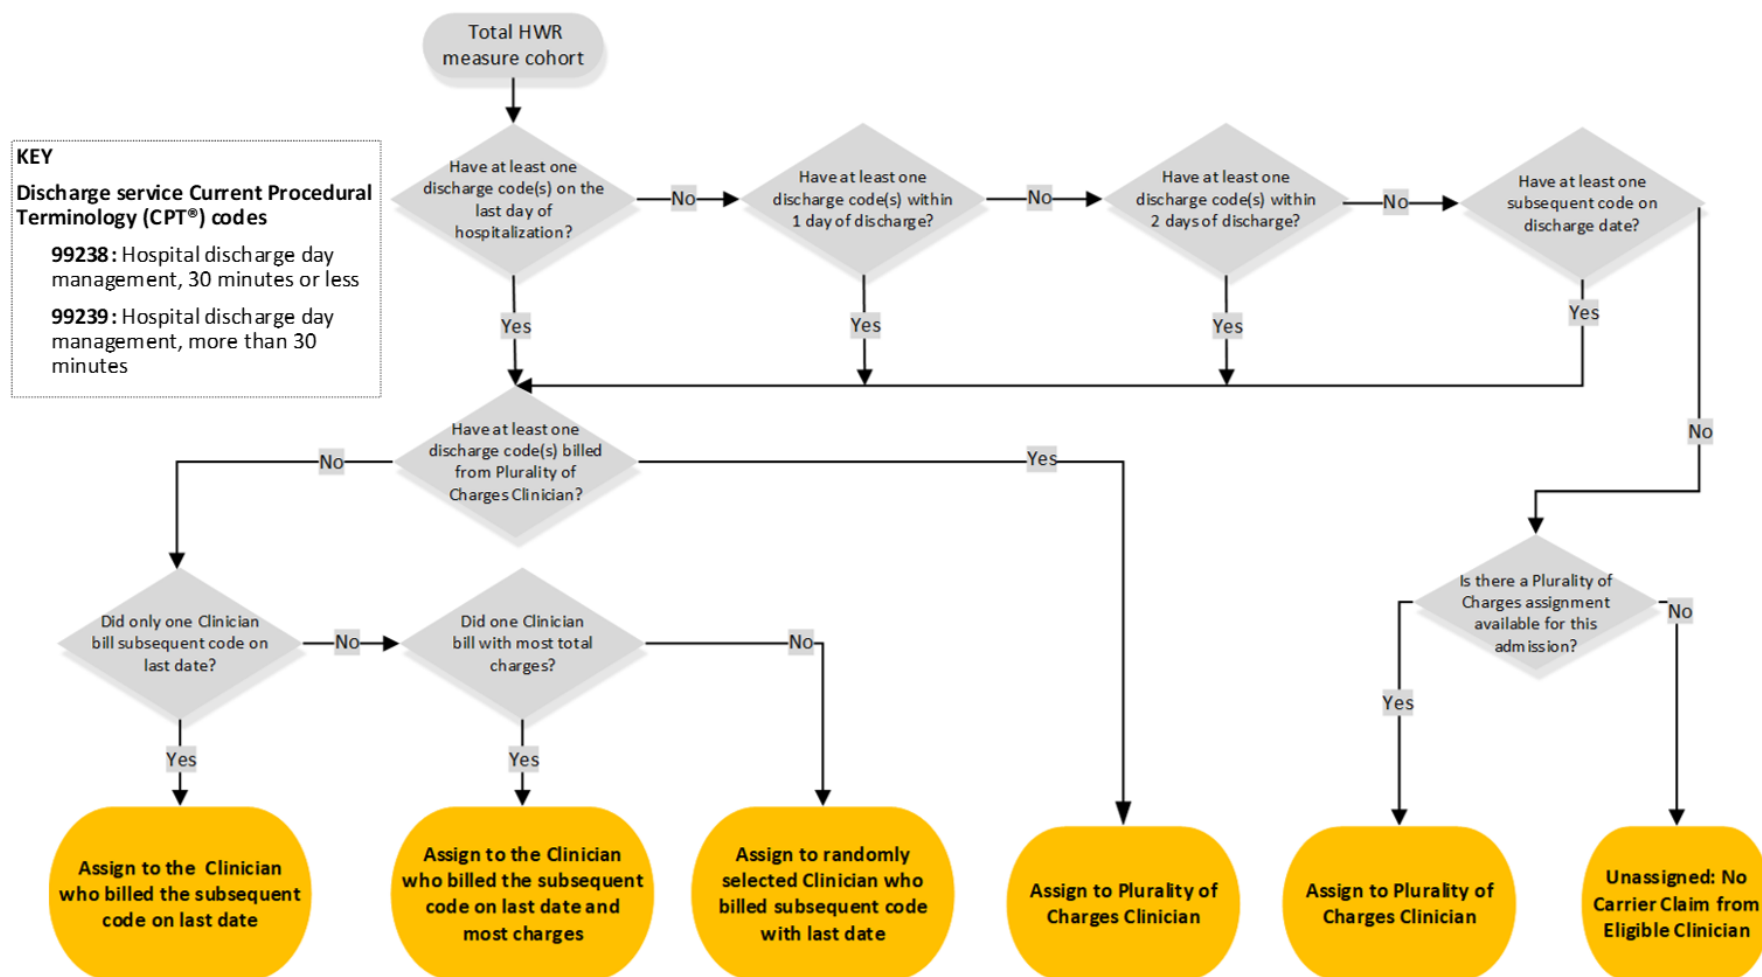 Total HWR
measure cohort
KEY
Discharge service Current Procedural
Terminology (CPT®) codes
99238: Hospital discharge day
management, 30 minutes or less
99239: Hospital discharge day
management, more than 30
minutes
Have at least one
discharge code(s) on the
last day of
hospitalization?
No
Have at least one
discharge code(s) within
1 day of discharge?
No
Have at least one
discharge code(s) within
2 days of discharge?
No
Have at least one
subsequent code on
discharge date?
Yes
Yes
Yes
Yes
No
Have at least one
discharge code(s) billed
from Plurality of
Charges Clinician?
No
Yes
Did only one Clinician
bill subsequent code on
last date?
No
Did one Clinician
bill with most total
charges?
No
Is there a Plurality of
Charges assignment
available for this
admission?
No
Yes
Yes
Yes
Assign to the Clinician
who billed the subsequent
code on last date
Assign to the Clinician
who billed the subsequent
code on last date and
most charges
Assign to randomly
selected Clinician who
billed subsequent code
with last date
Assign to Plurality of
Charges Clinician
Assign to Plurality of
Charges Clinician
Unassigned: No
Carrier Claim from
Eligible Clinician